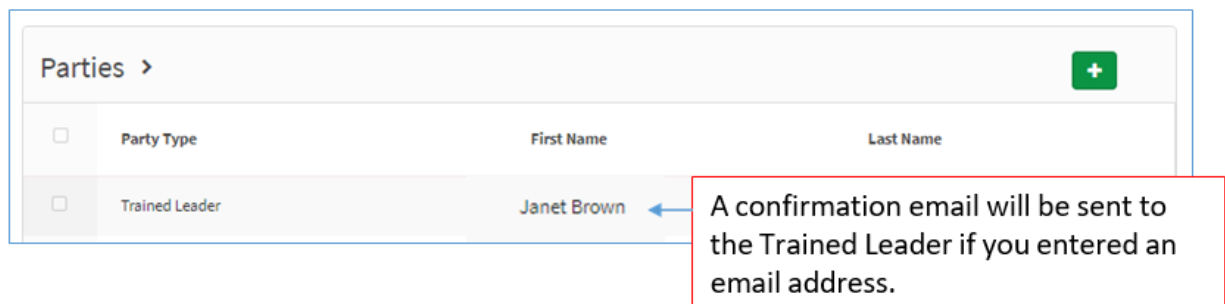 Parties >
+
Party Type First Name Last Name
Trained Leader Janet Brown
A confirmation email will be sent to
the Trained Leader if you entered an
email address.